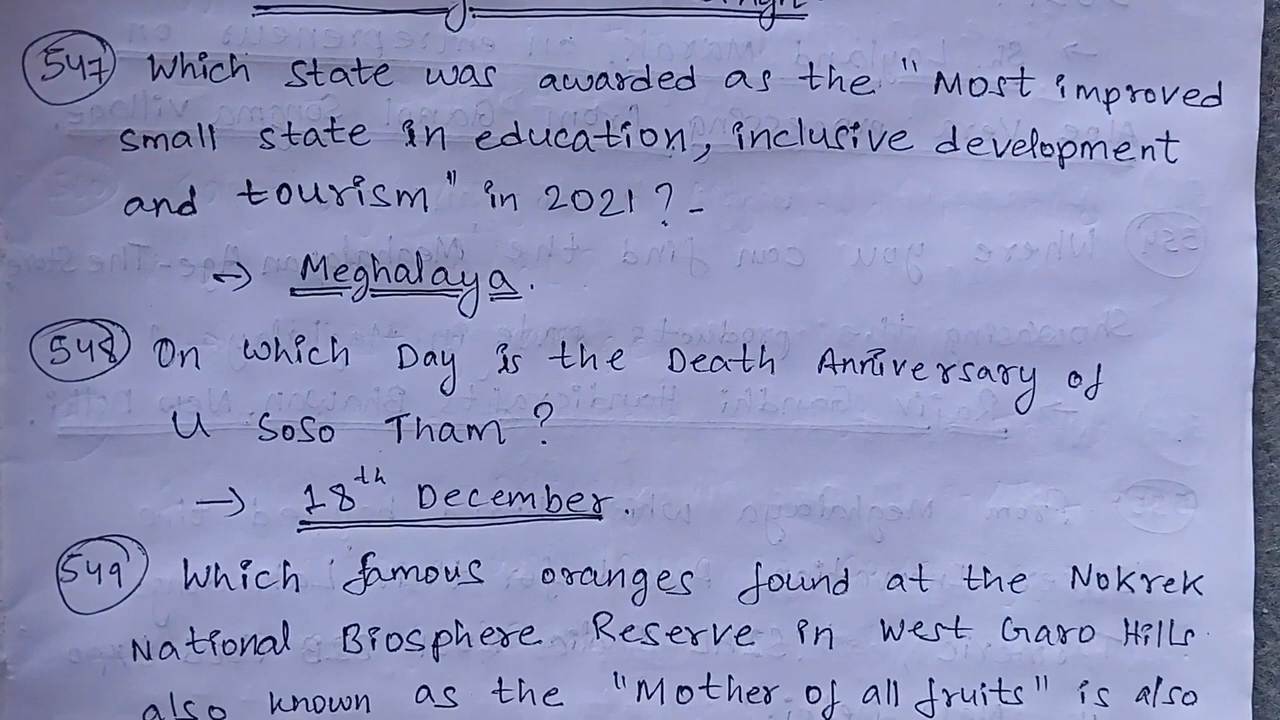 547 Which state was awarded as the "Most improved
small state in education, inclusive development
and tourism" in 2021? -
→ Meghalaya.
548 On which Day is the Death Anniversary of
U SoSo Tham?
→ 18th December.
549 Which famous oranges found at the Nokrek
National Biosphere Reserve in West Garo Hills
also known as the "Mother of all fruits" is also